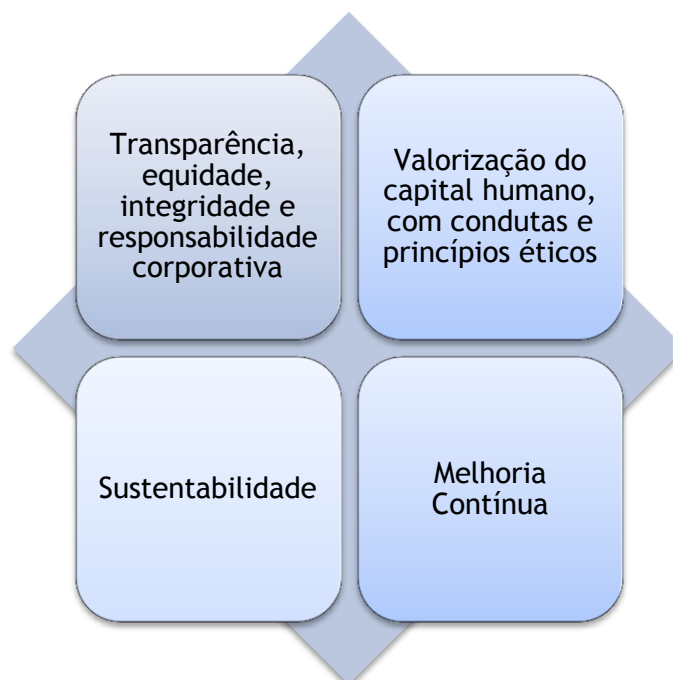 Transparência,
equidade,
integridade e
responsabilidade
corporativa
Valorização do
capital humano,
com condutas e
princípios éticos
Sustentabilidade
Melhoria
Contínua